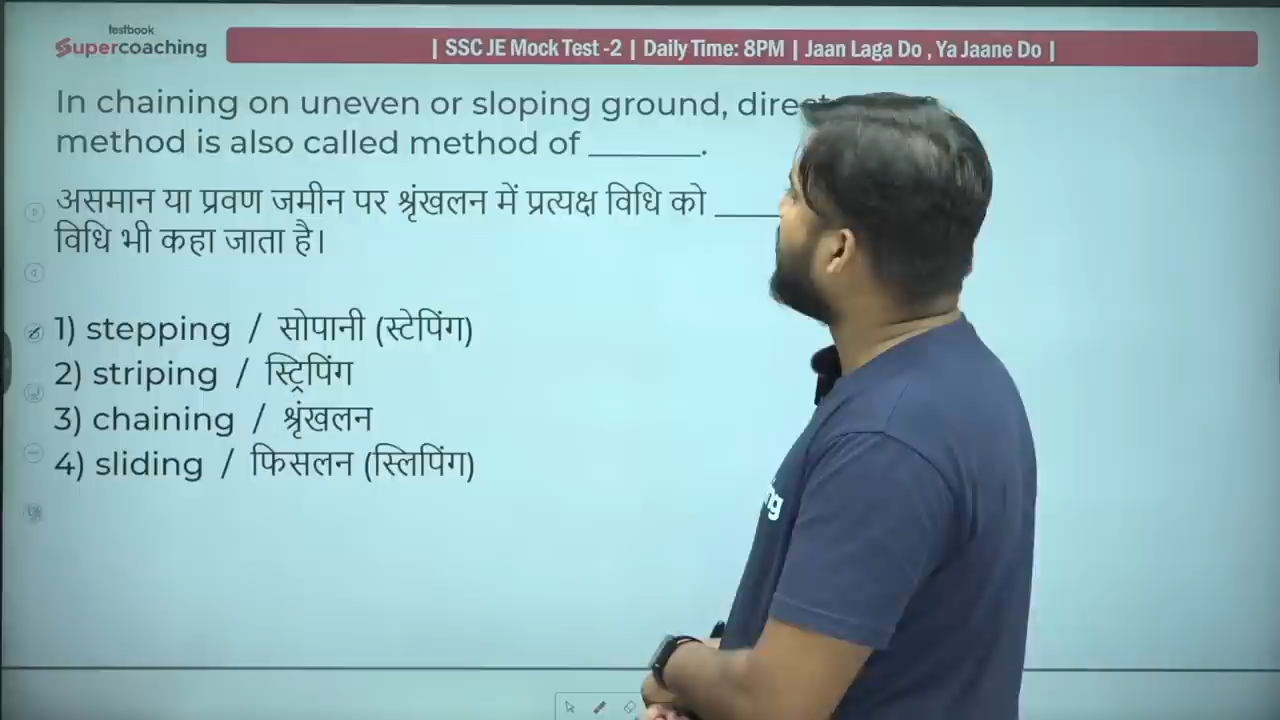 testbook
Supercoaching
| SSC JE Mock Test -2 | Daily Time: 8PM | Jaan Laga Do , Ya Jaane Do |
In chaining on uneven or sloping ground,
method is also called method of ________.
असमान या प्रवण जमीन पर श्रृंखलन में प्रत्यक्ष विधि को _____
विधि भी कहा जाता है।
1) stepping / सोपानी (स्टेपिंग)
2) striping / स्ट्रिपिंग
3) chaining / श्रृंखलन
4) sliding / फिसलन (स्लिपिंग)